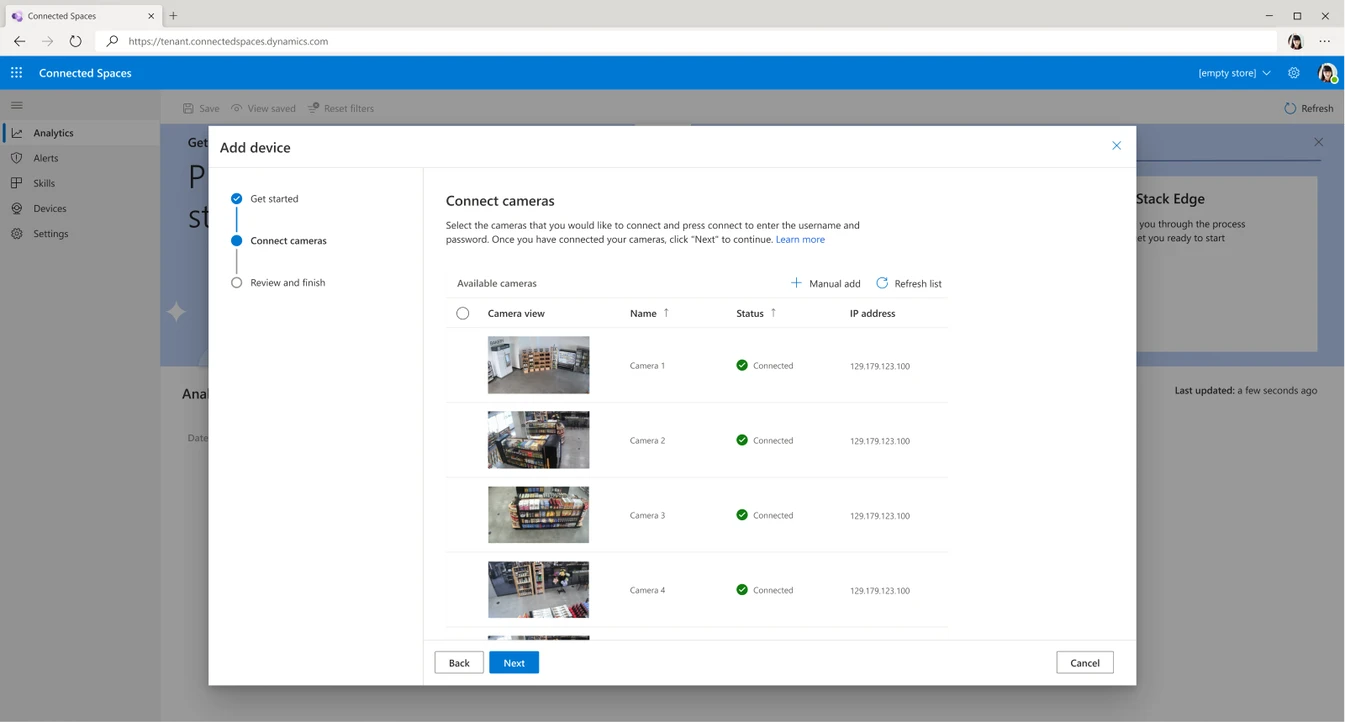 Connected Spaces
https://tenant.connectedspaces.dynamics.com
Connected Spaces
[empty store]
Save
View saved
Reset filters
Refresh
Analytics
Alerts
Skills
Devices
Settings
Get
P
st
Stack Edge
you through the process
et you ready to start
Anal
Last updated: a few seconds ago
Date
Add device
Get started
Connect cameras
Review and finish
Connect cameras
Select the cameras that you would like to connect and press connect to enter the username and
password. Once you have connected your cameras, click "Next" to continue. Learn more
Available cameras
Manual add
Refresh list
Camera view
Name
Status
IP address
Camera 1
Connected
129.179.123.100
Camera 2
Connected
129.179.123.100
Camera 3
Connected
129.179.123.100
Camera 4
Connected
129.179.123.100
Back
Next
Cancel